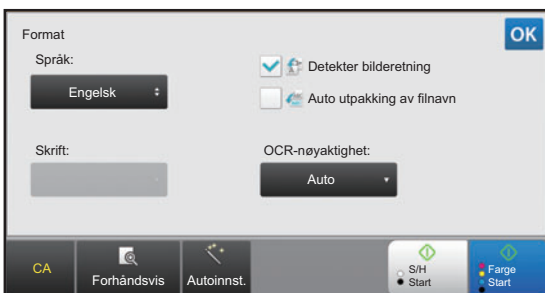 Format
OK
Språk:
Engelsk
Detekter bilderetning
Auto utpakking av filnavn
Skrift:
OCR-nøyaktighet:
Auto
CA
Forhåndsvis
Autoinnst.
S/H
Start
Farge
Start